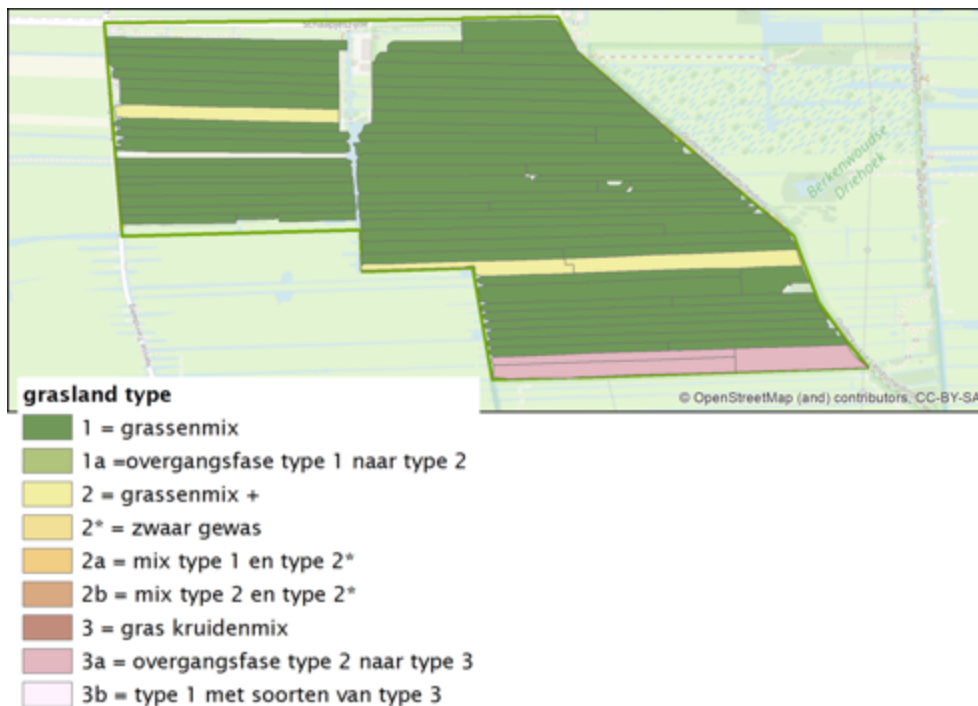 Berkenwoudse
Driehoek
© OpenStreetMap (and) contributors, CC-BY-SA
grasland type
1 = grassenmix
1a =overgangsfase type 1 naar type 2
2 = grassenmix +
2* = zwaar gewas
2a = mix type 1 en type 2*
2b = mix type 2 en type 2*
3 = gras kruidenmix
3a = overgangsfase type 2 naar type 3
3b = type 1 met soorten van type 3